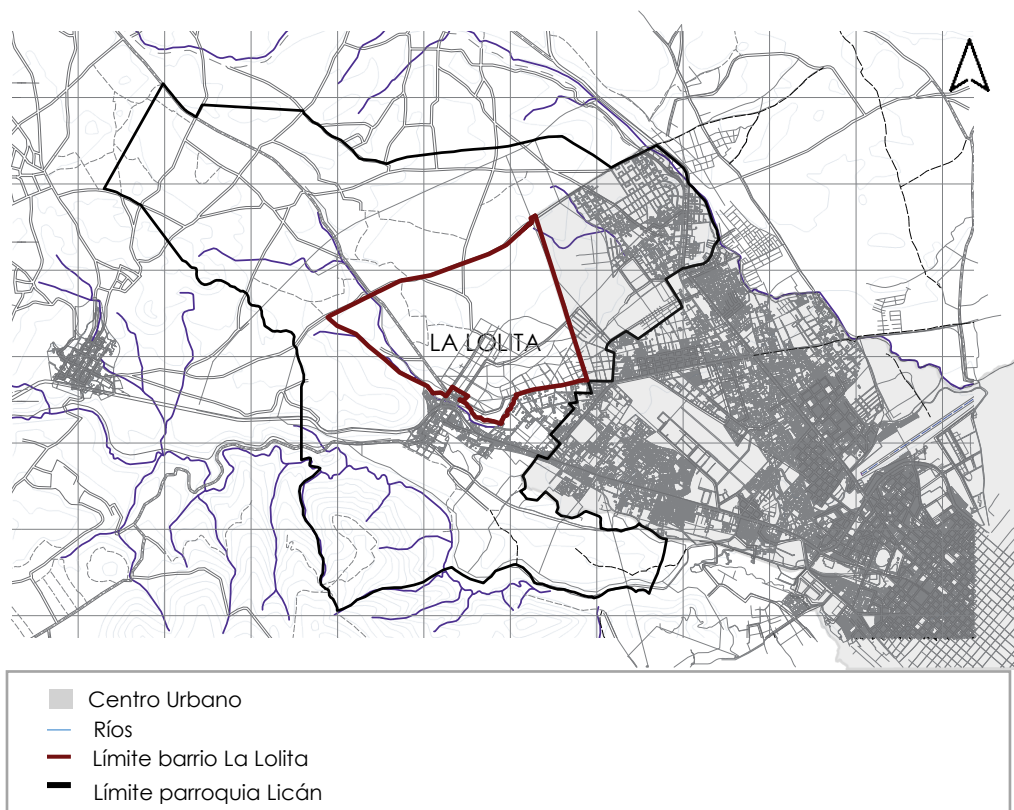 LA LOLITA
Centro Urbano
Ríos
Límite barrio La Lolita
Límite parroquia Licán